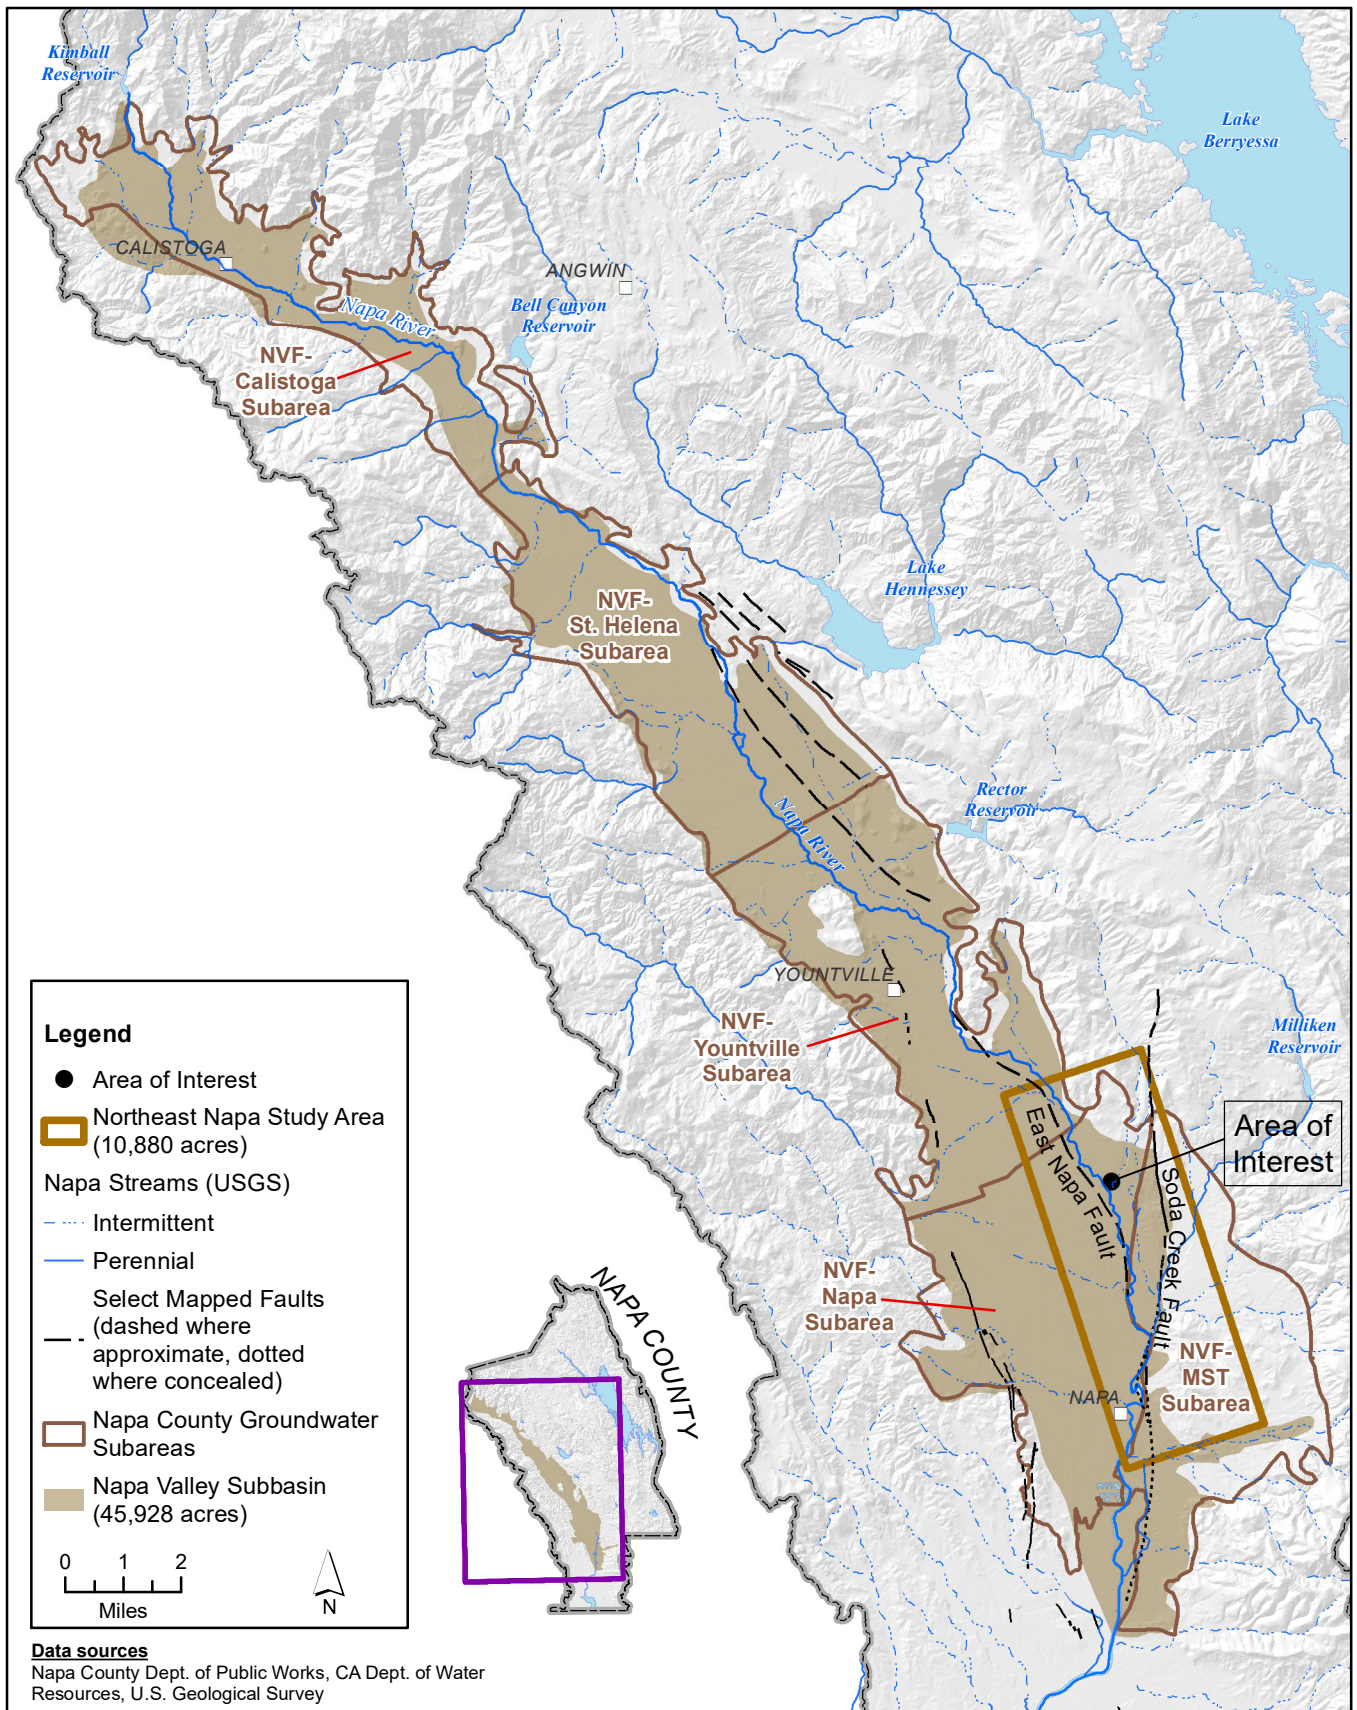 Kimball
Reservoir
Lake
Berryessa
CALISTOGA
ANGWIN
Bell Canyon
Reservoir
Napa River
NVF-
Calistoga
Subarea
Lake
Hennessey
NVF-
St. Helena
Subarea
Rector
Reservoir
Napa River
YOUNTVILLE
NVF-
Yountville
Subarea
Milliken
Reservoir
Area of
Interest
East Napa Fault
Soda Creek Fault
NVF-
Napa
Subarea
NVF-
MST
Subarea
NAPA
NAPA COUNTY
Legend
Area of Interest
Northeast Napa Study Area
(10,880 acres)
Napa Streams (USGS)
Intermittent
Perennial
Select Mapped Faults
(dashed where
approximate, dotted
where concealed)
Napa County Groundwater
Subareas
Napa Valley Subbasin
(45,928 acres)
0 1 2
Miles
N
Data sources
Napa County Dept. of Public Works, CA Dept. of Water
Resources, U.S. Geological Survey